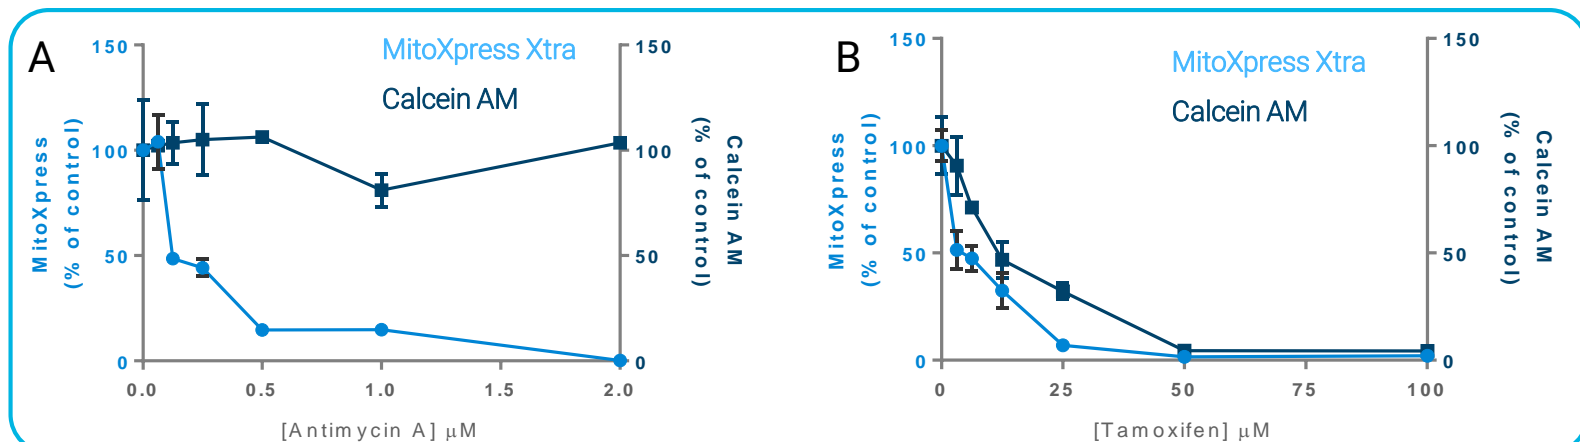 A
MitoXpress Xtra
Calcein AM
MitoXpress
(% of control)
150
100
50
0
150
100
50
0
Calcein AM
(% of control)
0.0
0.5
1.0
1.5
2.0
[Antimycin A] μM
B
MitoXpress Xtra
Calcein AM
MitoXpress
(% of control)
150
100
50
0
150
100
50
0
Calcein AM
(% of control)
0
25
50
75
100
[Tamoxifen] μM